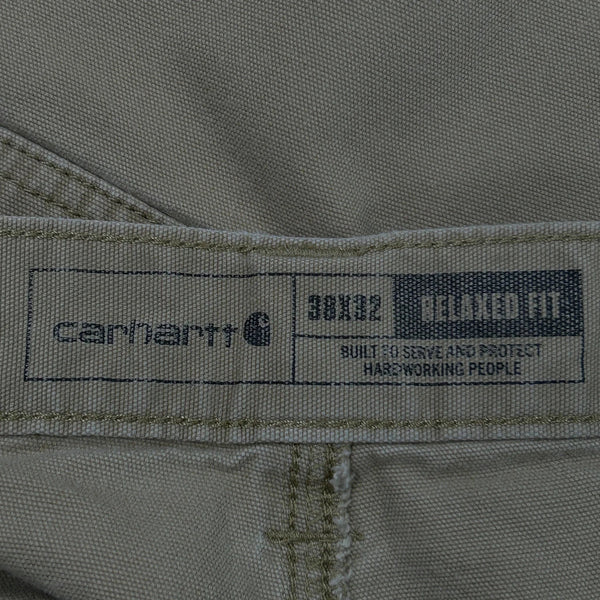 carhartt
38X32
RELAXED FIT
BUILT TO SERVE AND PROTECT
HARDWORKING PEOPLE